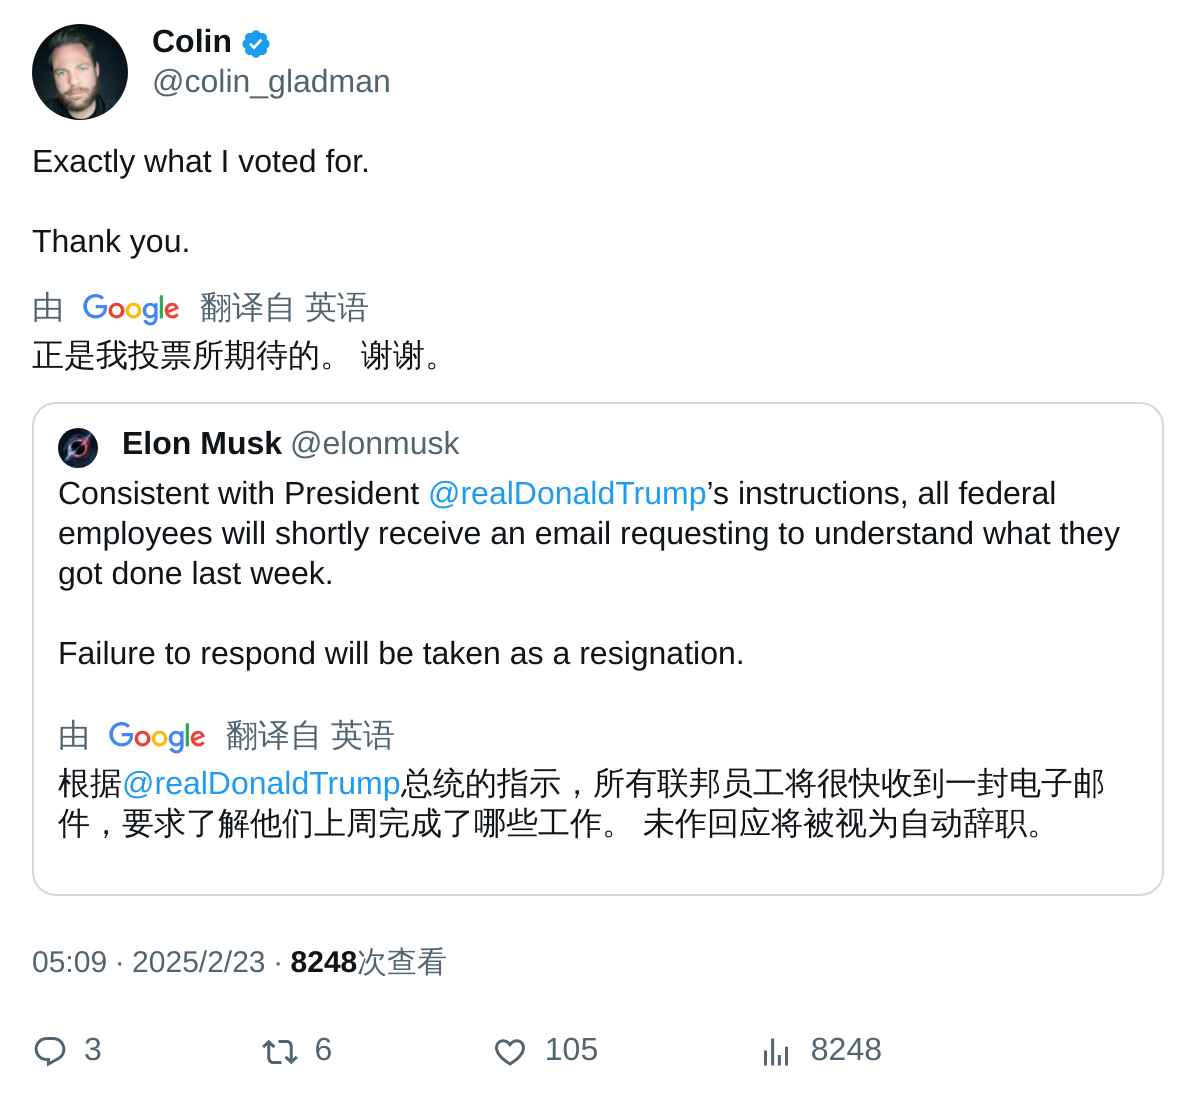 Colin
@colin_gladman
Exactly what I voted for.
Thank you.
由 Google 翻译自 英语
正是我投票所期待的。 谢谢。
Elon Musk @elonmusk
Consistent with President @realDonaldTrump’s instructions, all federal
employees will shortly receive an email requesting to understand what they
got done last week.
Failure to respond will be taken as a resignation.
由 Google 翻译自 英语
根据@realDonaldTrump总统的指示，所有联邦员工将很快收到一封电子邮
件，要求了解他们上周完成了哪些工作。 未作回应将被视为自动辞职。
05:09 · 2025/2/23 · 8248次查看
3 6 105 8248